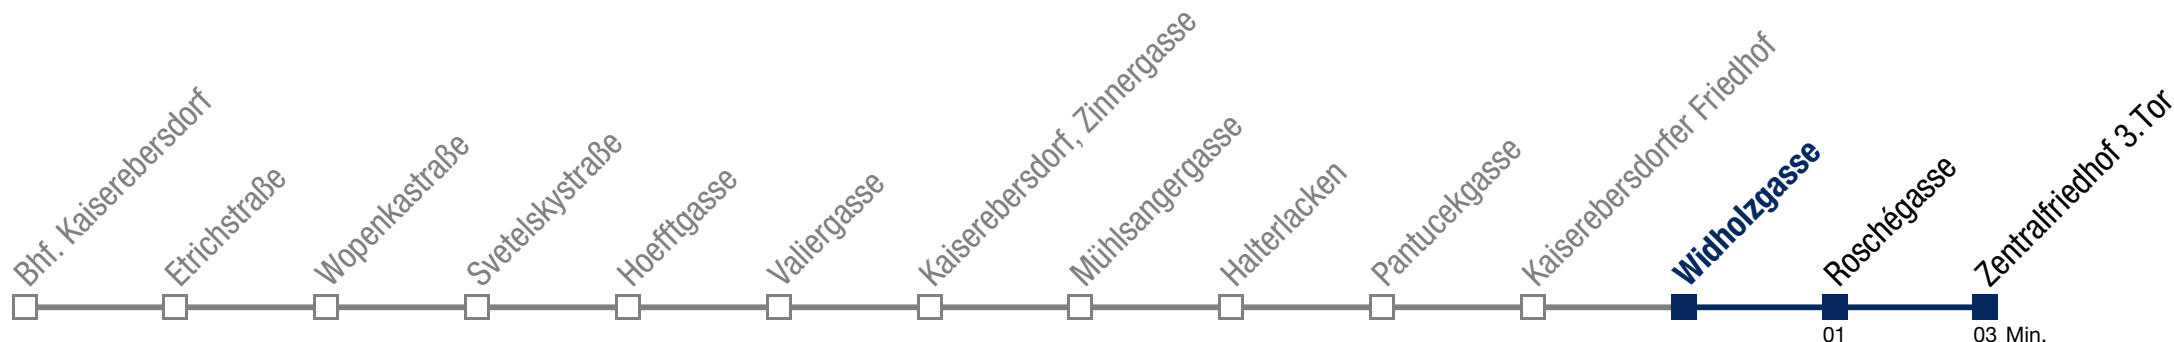 Bhf. Kaiserebersdorf
Etrichstraße
Wopenkastraße
Svetelskystraße
Hoefftgasse
Valiergasse
Kaiserebersdorf, Zinnergasse
Mühlsangergasse
Halterlacken
Pantucekgasse
Kaiserebersdorfer Friedhof
Widholzgasse
Roschégasse
Zentralfriedhof 3.Tor
01
03 Min.